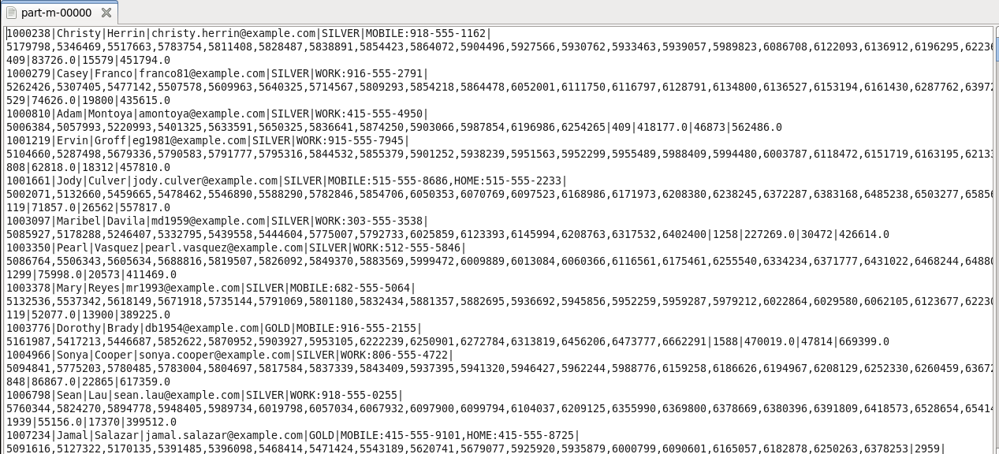 part-m-00000
1000238|Christy|Herrin|christy.herrin@example.com|SILVER|MOBILE:918-555-1162|
5179798,5346469,5517663,5783754,5811408,5828487,5838891,5854423,5864072,5904496,5927566,5930762,5933463,5939057,5989823,6086708,6122093,6136912,6196295,62236
409|83726.0|15579|451794.0
1000279|Casey|Franco|franco81@example.com|SILVER|WORK:916-555-2791|
5262426,5307405,5477142,5507578,5609963,5640325,5714567,5809293,5854218,5864478,6052001,6111750,6116797,6128791,6134800,6136527,6153194,6161430,6287762,63972
529|74626.0|19800|435615.0
1000810|Adam|Montoya|amontoya@example.com|SILVER|WORK:415-555-4950|
5006384,5057993,5220993,5401325,5633591,5650325,5836641,5874250,5903066,5987854,6196986,6254265|409|418177.0|46873|562486.0
1001219|Ervin|Groff|eg1981@example.com|SILVER|WORK:915-555-7945|
5104660,5287498,5679336,5790583,5791777,5795316,5844532,5855379,5901252,5938239,5951563,5952299,5955489,5988409,5994480,6003787,6118472,6151719,6163195,62133
808|62818.0|18312|457810.0
1001661|Jody|Culver|jody.culver@example.com|SILVER|MOBILE:515-555-8686,HOME:515-555-2233|
5002071,5132660,5459665,5478462,5546890,5588290,5782846,5854706,6050353,6070769,6097523,6168986,6171973,6208380,6238245,6372287,6383168,6485238,6503277,65856
119|71857.0|26562|557817.0
1003097|Maribel|Davila|md1959@example.com|SILVER|WORK:303-555-3538|
5085927,5178288,5246407,5332795,5439558,5444604,5775007,5792733,6025859,6123393,6145994,6208763,6317532,6402400|1258|227269.0|30472|426614.0
1003350|Pearl|Vasquez|pearl.vasquez@example.com|SILVER|WORK:512-555-5846|
5086764,5506343,5605634,5688816,5819507,5826092,5849370,5883569,5999472,6009889,6013084,6060366,6116561,6175461,6255540,6334234,6371777,6431022,6468244,64880
1299|75998.0|20573|411469.0
1003378|Mary|Reyes|mr1993@example.com|SILVER|MOBILE:682-555-5064|
5132536,5537342,5618149,5671918,5735144,5791069,5801180,5832434,5881357,5882695,5936692,5945856,5952259,5959287,5979212,6022864,6029580,6062105,6123677,62230
119|52077.0|13900|389225.0
1003776|Dorothy|Brady|db1954@example.com|GOLD|MOBILE:916-555-2155|
5161987,5417213,5446687,5852622,5870952,5903927,5953105,6222239,6250901,6272784,6313819,6456206,6473777,6662291|1588|470019.0|47814|669399.0
1004966|Sonya|Cooper|sonya.cooper@example.com|SILVER|WORK:806-555-4722|
5094841,5775203,5780485,5783004,5804697,5817584,5837339,5843409,5937395,5941320,5946427,5962244,5988776,6159258,6186626,6194967,6208129,6252330,6260459,63672
848|86867.0|22865|617359.0
1006798|Sean|Lau|sean.lau@example.com|SILVER|WORK:918-555-0255|
5760344,5824270,5894778,5948405,5989734,6019798,6057034,6067932,6097900,6099794,6104037,6209125,6355990,6369800,6378669,6380396,6391809,6418573,6528654,65414
1939|55156.0|17370|399512.0
1007234|Jamal|Salazar|jamal.salazar@example.com|GOLD|MOBILE:415-555-9101,HOME:415-555-8725|
5091616,5127322,5170135,5391485,5396098,5468414,5471424,5543189,5620741,5679077,5925920,5935879,6000799,6090601,6165057,6182878,6250263,6378253|2959|